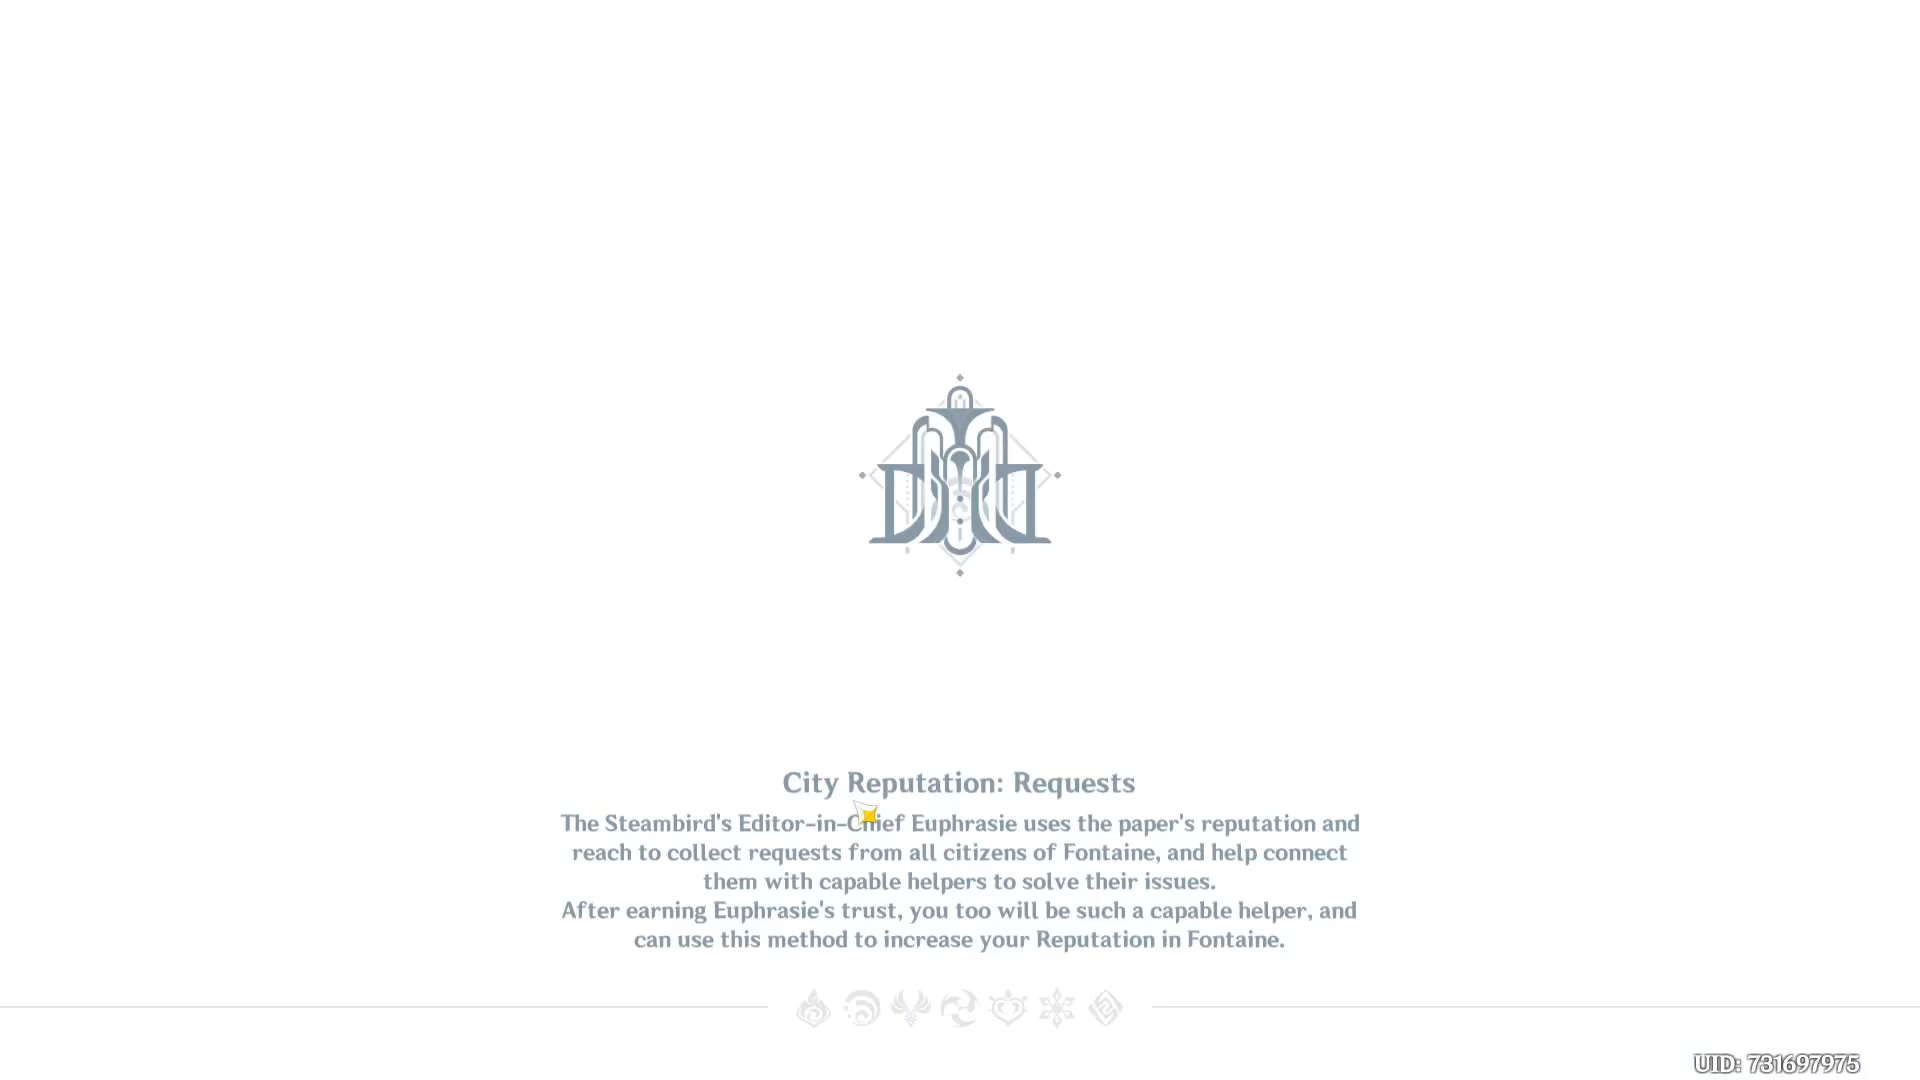 City Reputation: Requests
The Steambird's Editor-in-Chief Euphrasie uses the paper's reputation and
reach to collect requests from all citizens of Fontaine, and help connect
them with capable helpers to solve their issues.
After earning Euphrasie's trust, you too will be such a capable helper, and
can use this method to increase your Reputation in Fontaine.
UID: 731697975